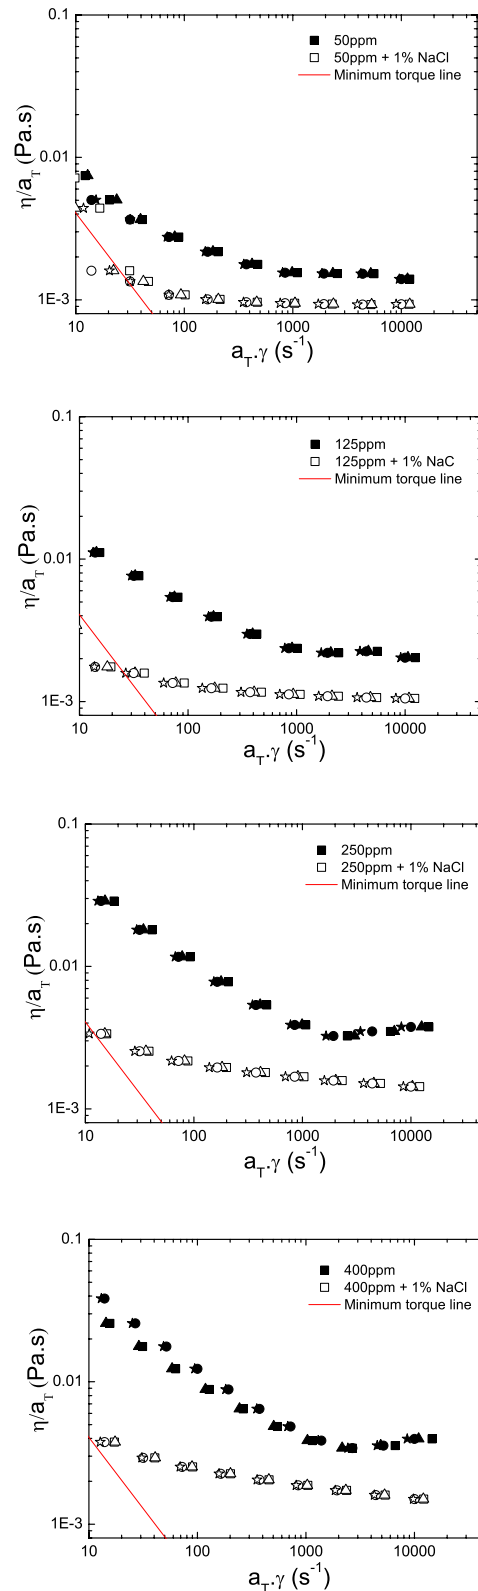 0.1
50ppm
50ppm + 1% NaCl
Minimum torque line
η/a_T (Pa.s)
0.01
1E-3
10 100 1000 10000
a_T.γ (s⁻¹)
0.1
125ppm
125ppm + 1% NaC
Minimum torque line
η/a_T (Pa.s)
0.01
1E-3
10 100 1000 10000
a_T.γ (s⁻¹)
0.1
250ppm
250ppm + 1% NaCl
Minimum torque line
η/a_T (Pa.s)
0.01
1E-3
10 100 1000 10000
a_T.γ (s⁻¹)
0.1
400ppm
400ppm + 1% NaCl
Minimum torque line
η/a_T (Pa.s)
0.01
1E-3
10 100 1000 10000
a_T.γ (s⁻¹)